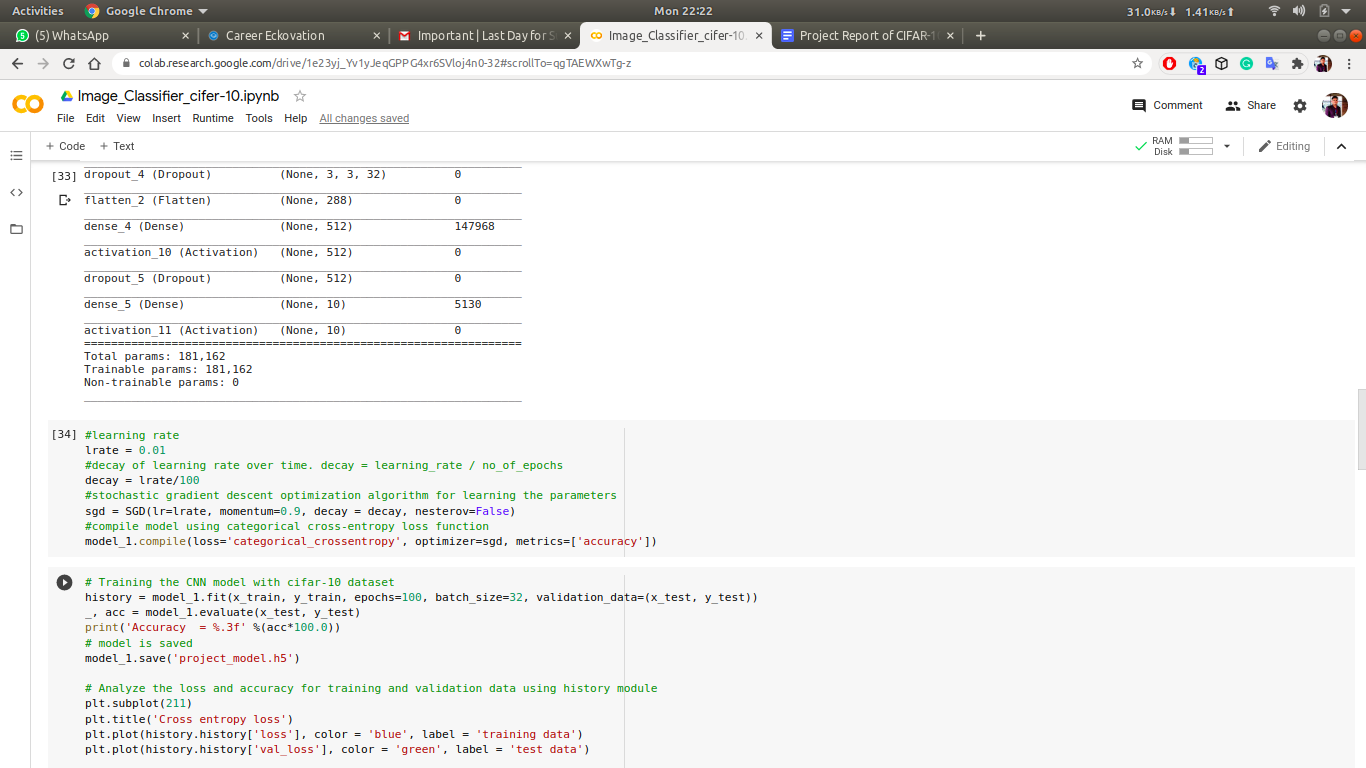 Activities Google Chrome Mon 22:22 31.0KB/s 1.41KB/s
(5) WhatsApp Career Eckovation Important | Last Day for S Image_Classifier_cifer-10. Project Report of CIFAR-1
colab.research.google.com/drive/1e23yj_Yv1yJeqGPPG4xr6SVloj4n0-32#scrollTo=qgTAEWXwTg-z 2
CO Image_Classifier_cifer-10.ipynb Comment Share
File Edit View Insert Runtime Tools Help All changes saved
+ Code + Text RAM Disk Editing
[33] dropout_4 (Dropout) (None, 3, 3, 32) 0
flatten_2 (Flatten) (None, 288) 0
dense_4 (Dense) (None, 512) 147968
activation_10 (Activation) (None, 512) 0
dropout_5 (Dropout) (None, 512) 0
dense_5 (Dense) (None, 10) 5130
activation_11 (Activation) (None, 10) 0
=================================================================
Total params: 181,162
Trainable params: 181,162
Non-trainable params: 0
[34] #learning rate
lrate = 0.01
#decay of learning rate over time. decay = learning_rate / no_of_epochs
decay = lrate/100
#stochastic gradient descent optimization algorithm for learning the parameters
sgd = SGD(lr=lrate, momentum=0.9, decay = decay, nesterov=False)
#compile model using categorical cross-entropy loss function
model_1.compile(loss='categorical_crossentropy', optimizer=sgd, metrics=['accuracy'])
# Training the CNN model with cifar-10 dataset
history = model_1.fit(x_train, y_train, epochs=100, batch_size=32, validation_data=(x_test, y_test))
_, acc = model_1.evaluate(x_test, y_test)
print('Accuracy  = %.3f' %(acc*100.0))
# model is saved
model_1.save('project_model.h5')
# Analyze the loss and accuracy for training and validation data using history module
plt.subplot(211)
plt.title('Cross entropy loss')
plt.plot(history.history['loss'], color = 'blue', label = 'training data')
plt.plot(history.history['val_loss'], color = 'green', label = 'test data')